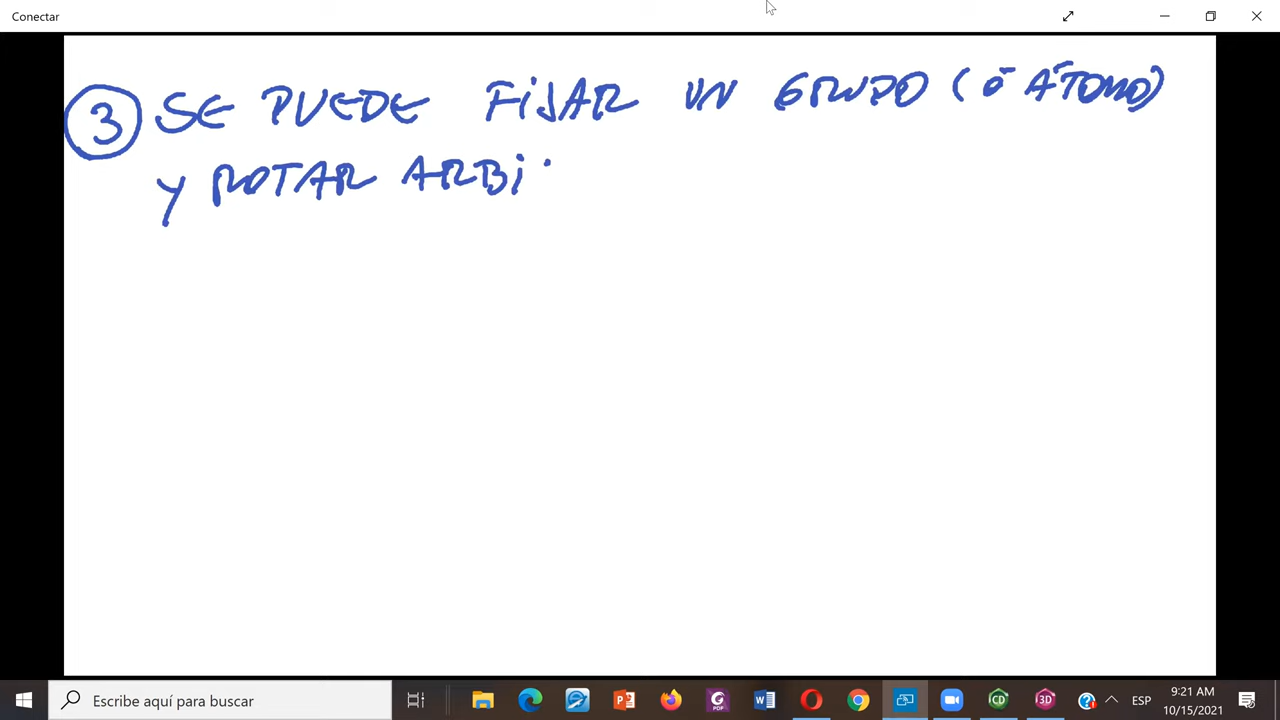 Conectar
3 SE PUEDE FIJAR UN GRUPO (Ó ÁTOMO)
Y ROTAR ARBI
Escribe aquí para buscar
ESP
9:21 AM
10/15/2021